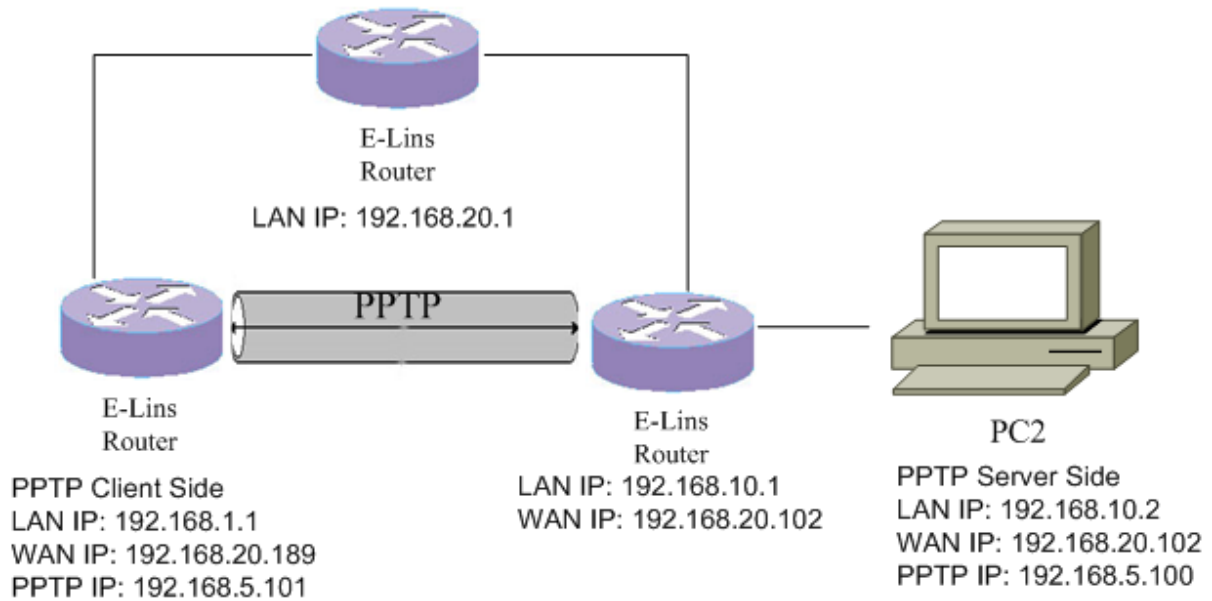 E-Lins
Router
LAN IP: 192.168.20.1
PPTP
E-Lins
Router
PPTP Client Side
LAN IP: 192.168.1.1
WAN IP: 192.168.20.189
PPTP IP: 192.168.5.101
E-Lins
Router
LAN IP: 192.168.10.1
WAN IP: 192.168.20.102
PC2
PPTP Server Side
LAN IP: 192.168.10.2
WAN IP: 192.168.20.102
PPTP IP: 192.168.5.100